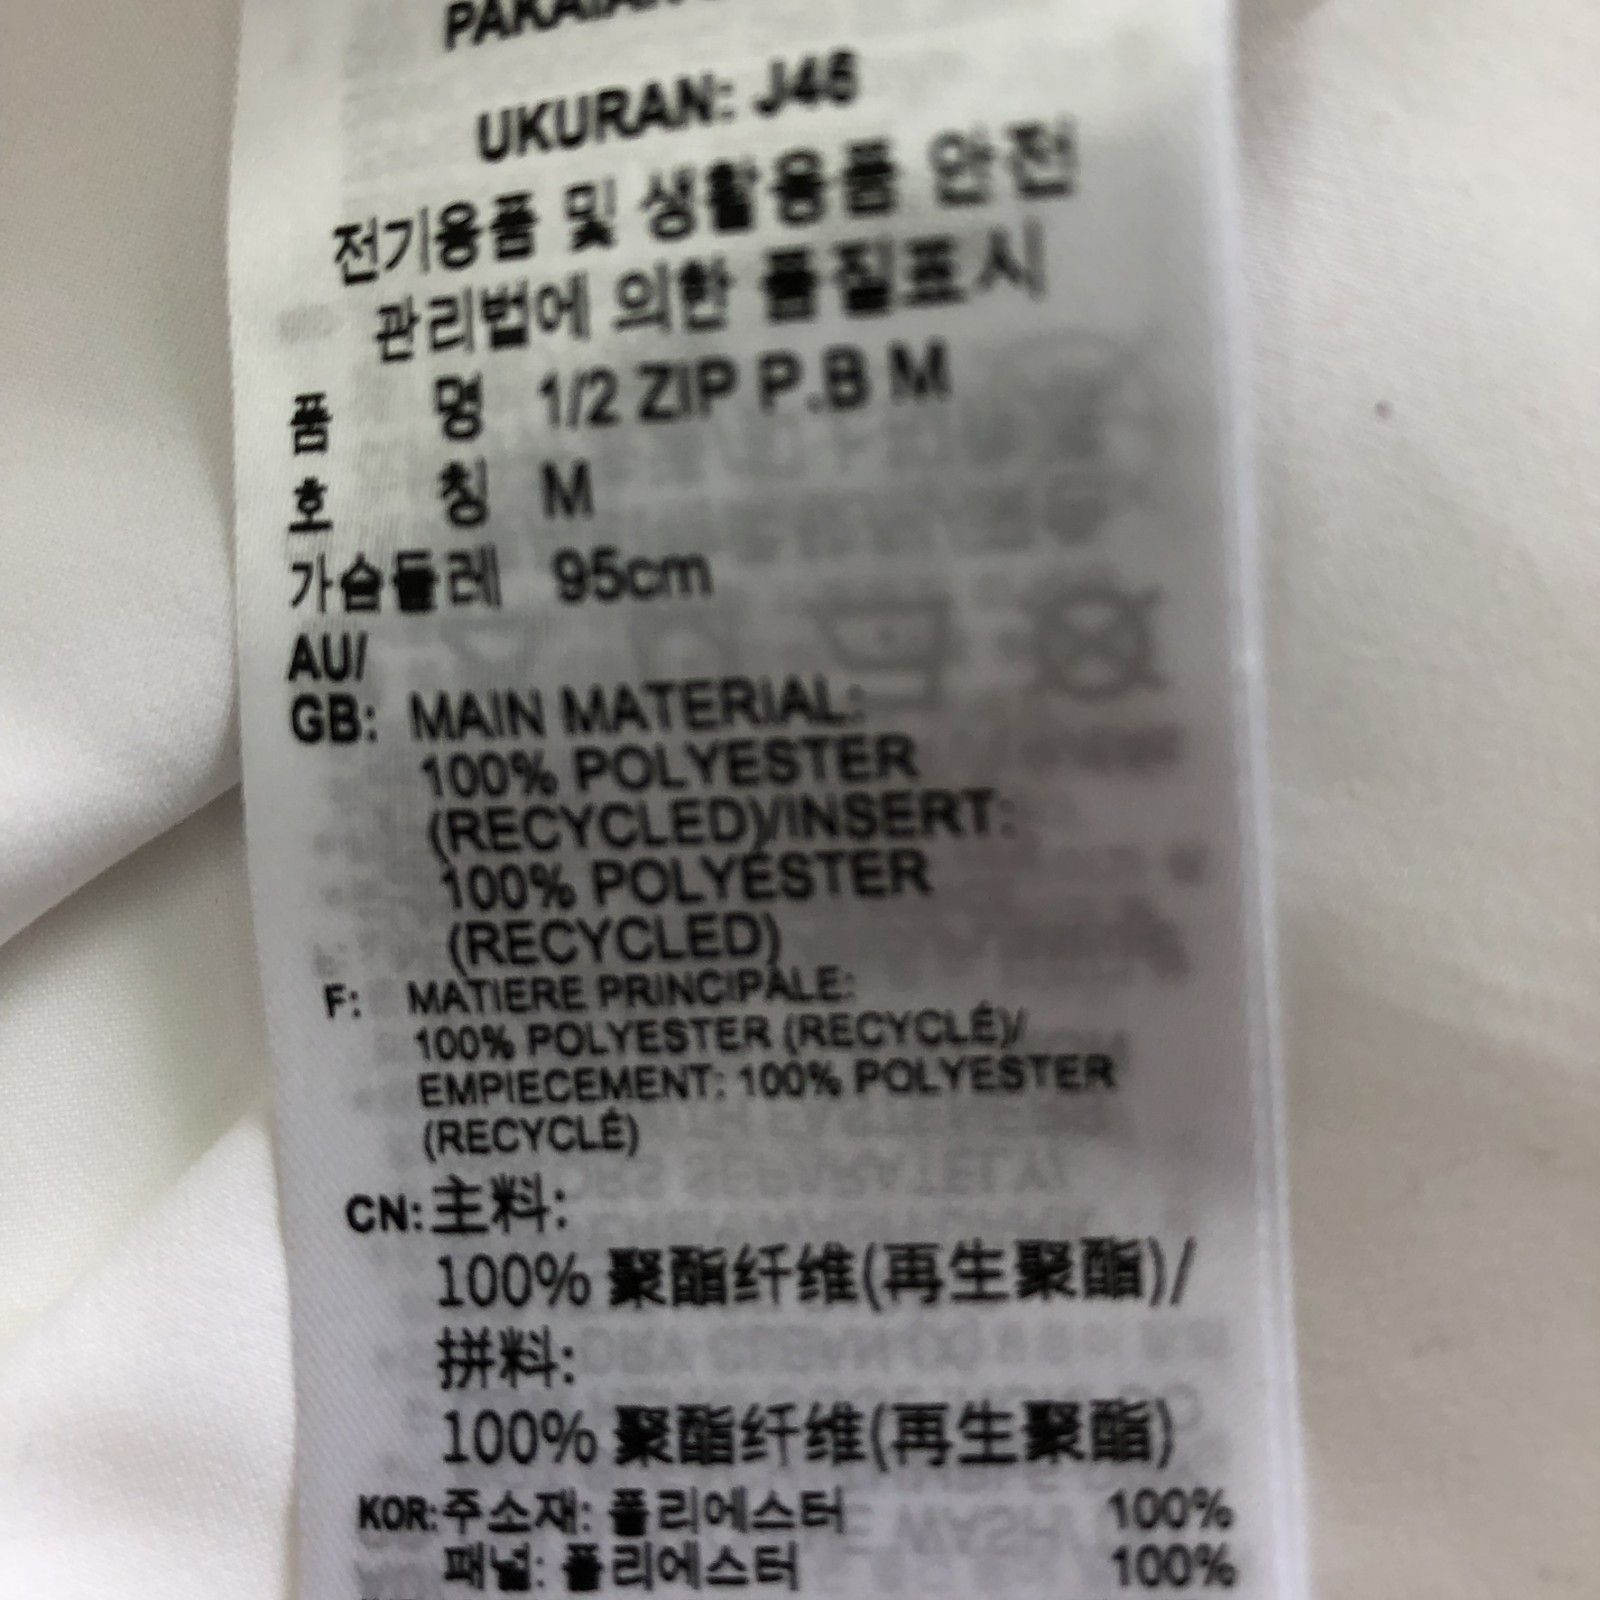 UKURAN: J46
전기용품 및 생활용품 안전
관리법에 의한 품질표시
품 명 1/2 ZIP P.B M
호 칭 M
가슴둘레 95cm
AU/
GB: MAIN MATERIAL:
100% POLYESTER
(RECYCLED)/INSERT:
100% POLYESTER
(RECYCLED)
F: MATIERE PRINCIPALE:
100% POLYESTER (RECYCLÉ)/
EMPIECEMENT: 100% POLYESTER
(RECYCLÉ)
CN: 主料:
100% 聚酯纤维(再生聚酯)/
拼料:
100% 聚酯纤维(再生聚酯)
KOR: 주소재: 폴리에스터 100%
패널: 폴리에스터 100%